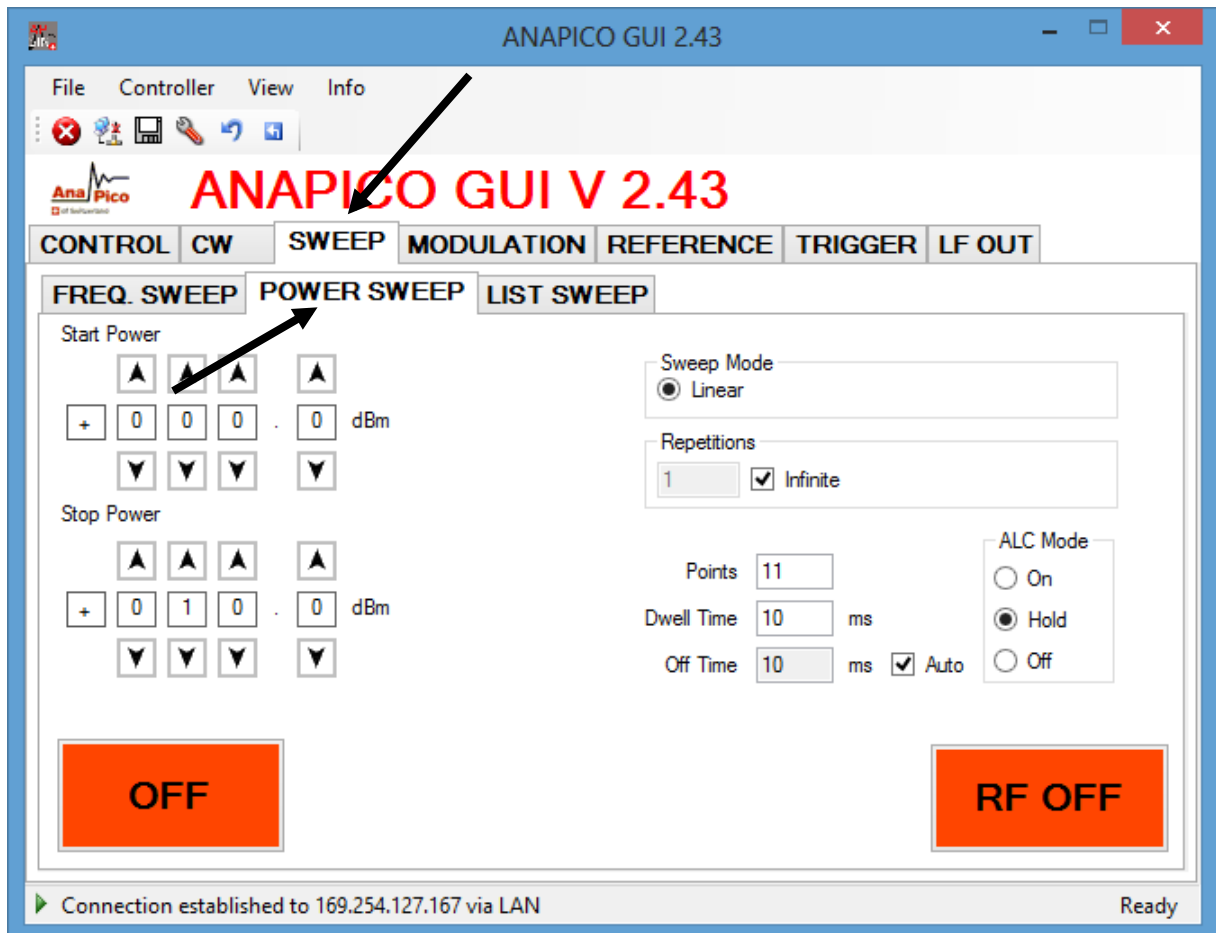 ANAPICO GUI 2.43
File Controller View Info
Ana Pico
ANAPICO GUI V 2.43
CONTROL CW SWEEP MODULATION REFERENCE TRIGGER LF OUT
FREQ. SWEEP POWER SWEEP LIST SWEEP
Start Power
+ 0 0 0 . 0 dBm
Stop Power
+ 0 1 0 . 0 dBm
Sweep Mode
Linear
Repetitions
1 Infinite
Points 11
Dwell Time 10 ms
Off Time 10 ms Auto
ALC Mode
On
Hold
Off
OFF
RF OFF
Connection established to 169.254.127.167 via LAN Ready